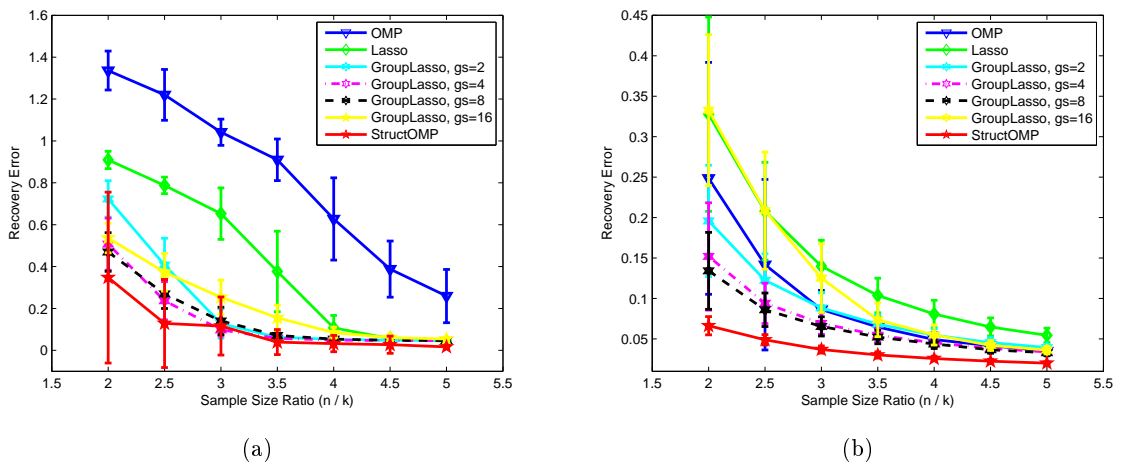 1.6
1.4
1.2
1
0.8
0.6
0.4
0.2
0
Recovery Error
1.5 2 2.5 3 3.5 4 4.5 5 5.5
Sample Size Ratio (n / k)
OMP
Lasso
GroupLasso, gs=2
GroupLasso, gs=4
GroupLasso, gs=8
GroupLasso, gs=16
StructOMP
(a)
0.45
0.4
0.35
0.3
0.25
0.2
0.15
0.1
0.05
Recovery Error
1.5 2 2.5 3 3.5 4 4.5 5 5.5
Sample Size Ratio (n / k)
OMP
Lasso
GroupLasso, gs=2
GroupLasso, gs=4
GroupLasso, gs=8
GroupLasso, gs=16
StructOMP
(b)